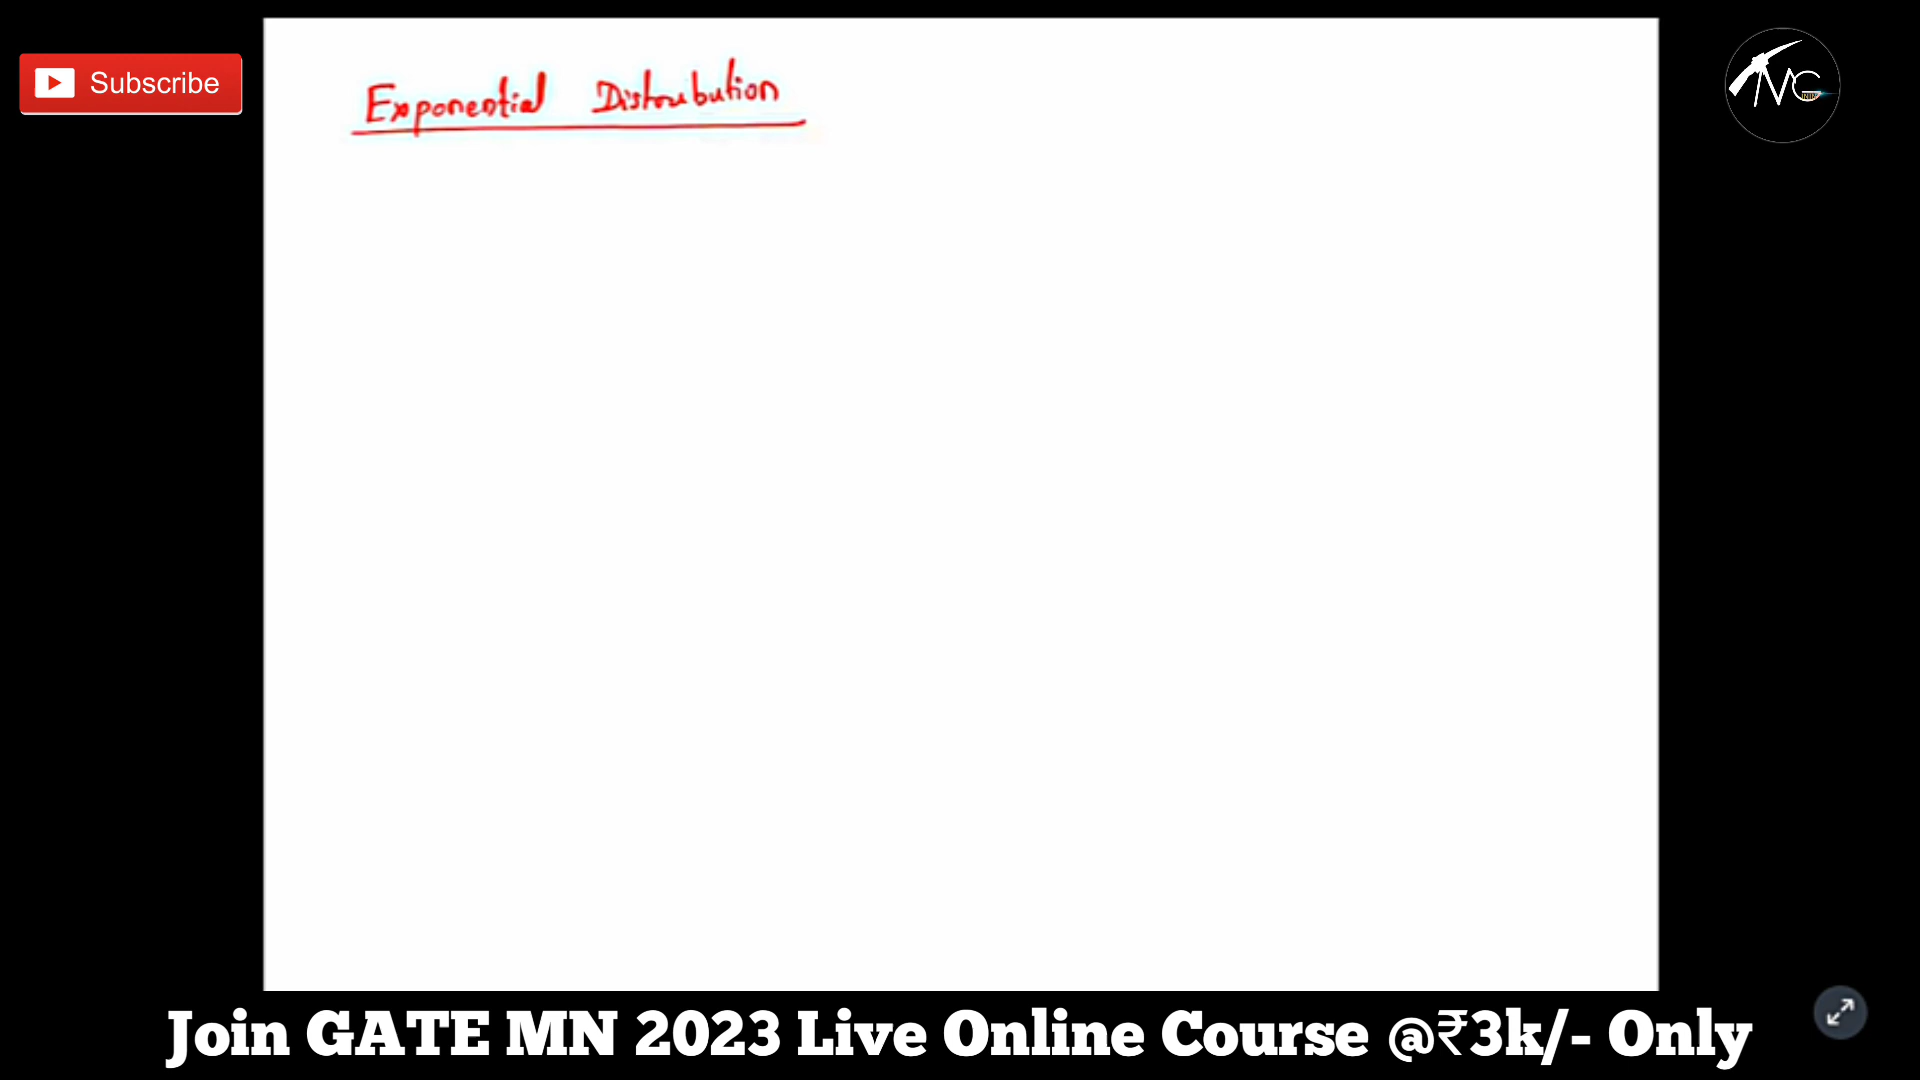 Subscribe
Exponential Distribution
Join GATE MN 2023 Live Online Course @₹3k/- Only